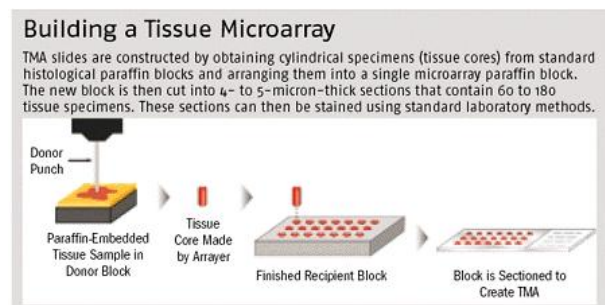 Building a Tissue Microarray
TMA slides are constructed by obtaining cylindrical specimens (tissue cores) from standard
histological paraffin blocks and arranging them into a single microarray paraffin block.
The new block is then cut into 4- to 5-micron-thick sections that contain 60 to 180
tissue specimens. These sections can then be stained using standard laboratory methods.
Donor
Punch
Paraffin-Embedded
Tissue Sample in
Donor Block
Tissue
Core Made
by Arrayer
Finished Recipient Block
Block is Sectioned to
Create TMA